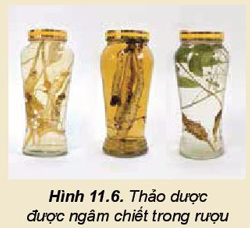 Hình 11.6. Thảo dược
được ngâm chiết trong rượu